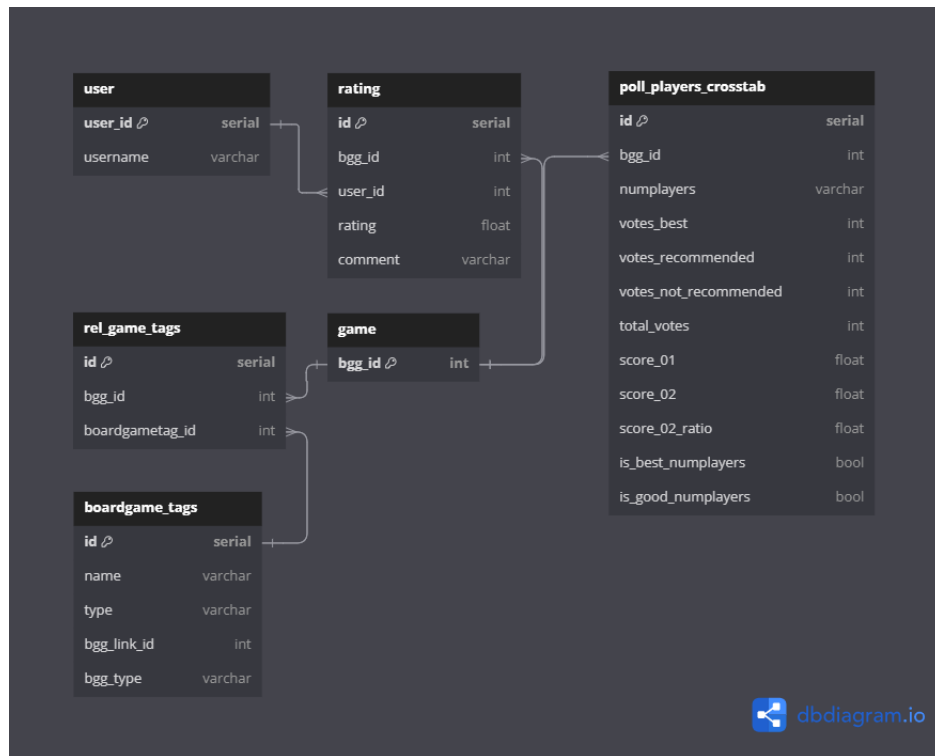 user
user_id serial
username varchar
rating
id serial
bgg_id int
user_id int
rating float
comment varchar
poll_players_crosstab
id serial
bgg_id int
numplayers varchar
votes_best int
votes_recommended int
votes_not_recommended int
total_votes int
score_01 float
score_02 float
score_02_ratio float
is_best_numplayers bool
is_good_numplayers bool
rel_game_tags
id serial
bgg_id int
boardgametag_id int
game
bgg_id int
boardgame_tags
id serial
name varchar
type varchar
bgg_link_id int
bgg_type varchar
dbdiagram.io